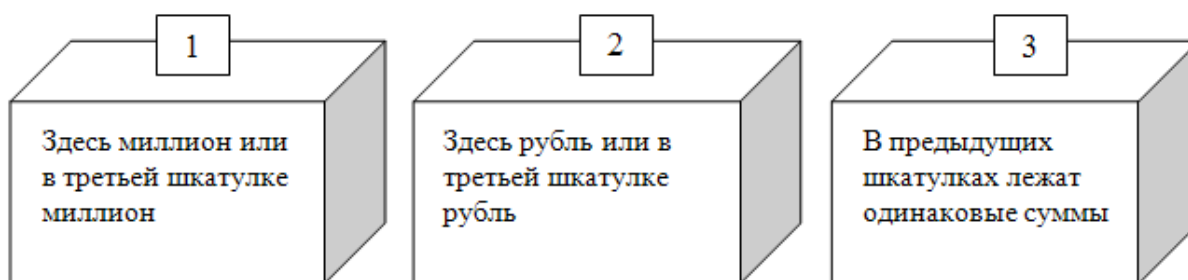 1
Здесь миллион или
в третьей шкатулке
миллион
2
Здесь рубль или в
третьей шкатулке
рубль
3
В предыдущих
шкатулках лежат
одинаковые суммы